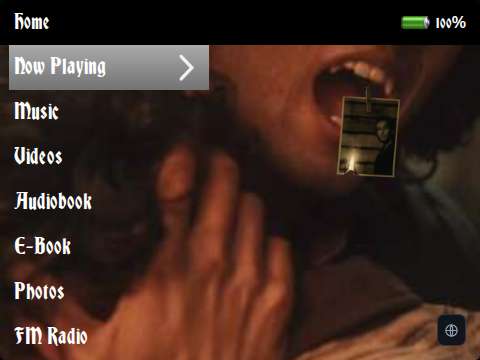 Home
100%
Now Playing
Music
Videos
Audiobook
E-Book
Photos
FM Radio